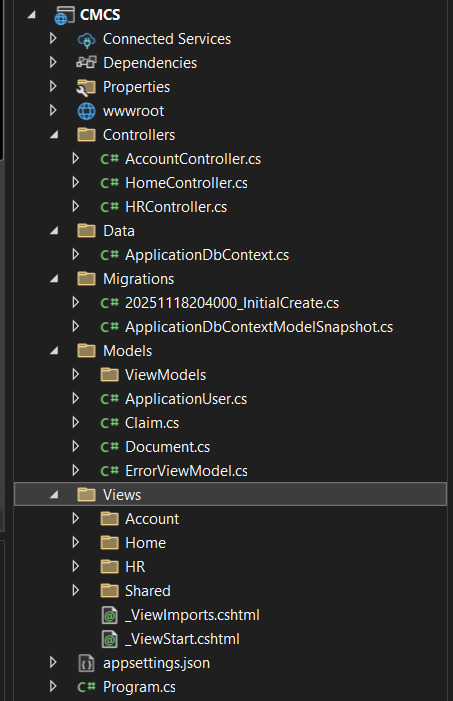 CMCS
Connected Services
Dependencies
Properties
wwwroot
Controllers
C# AccountController.cs
C# HomeController.cs
C# HRController.cs
Data
C# ApplicationDbContext.cs
Migrations
C# 20251118204000_InitialCreate.cs
C# ApplicationDbContextModelSnapshot.cs
Models
ViewModels
C# ApplicationUser.cs
C# Claim.cs
C# Document.cs
C# ErrorViewModel.cs
Views
Account
Home
HR
Shared
_ViewImports.cshtml
_ViewStart.cshtml
appsettings.json
C# Program.cs